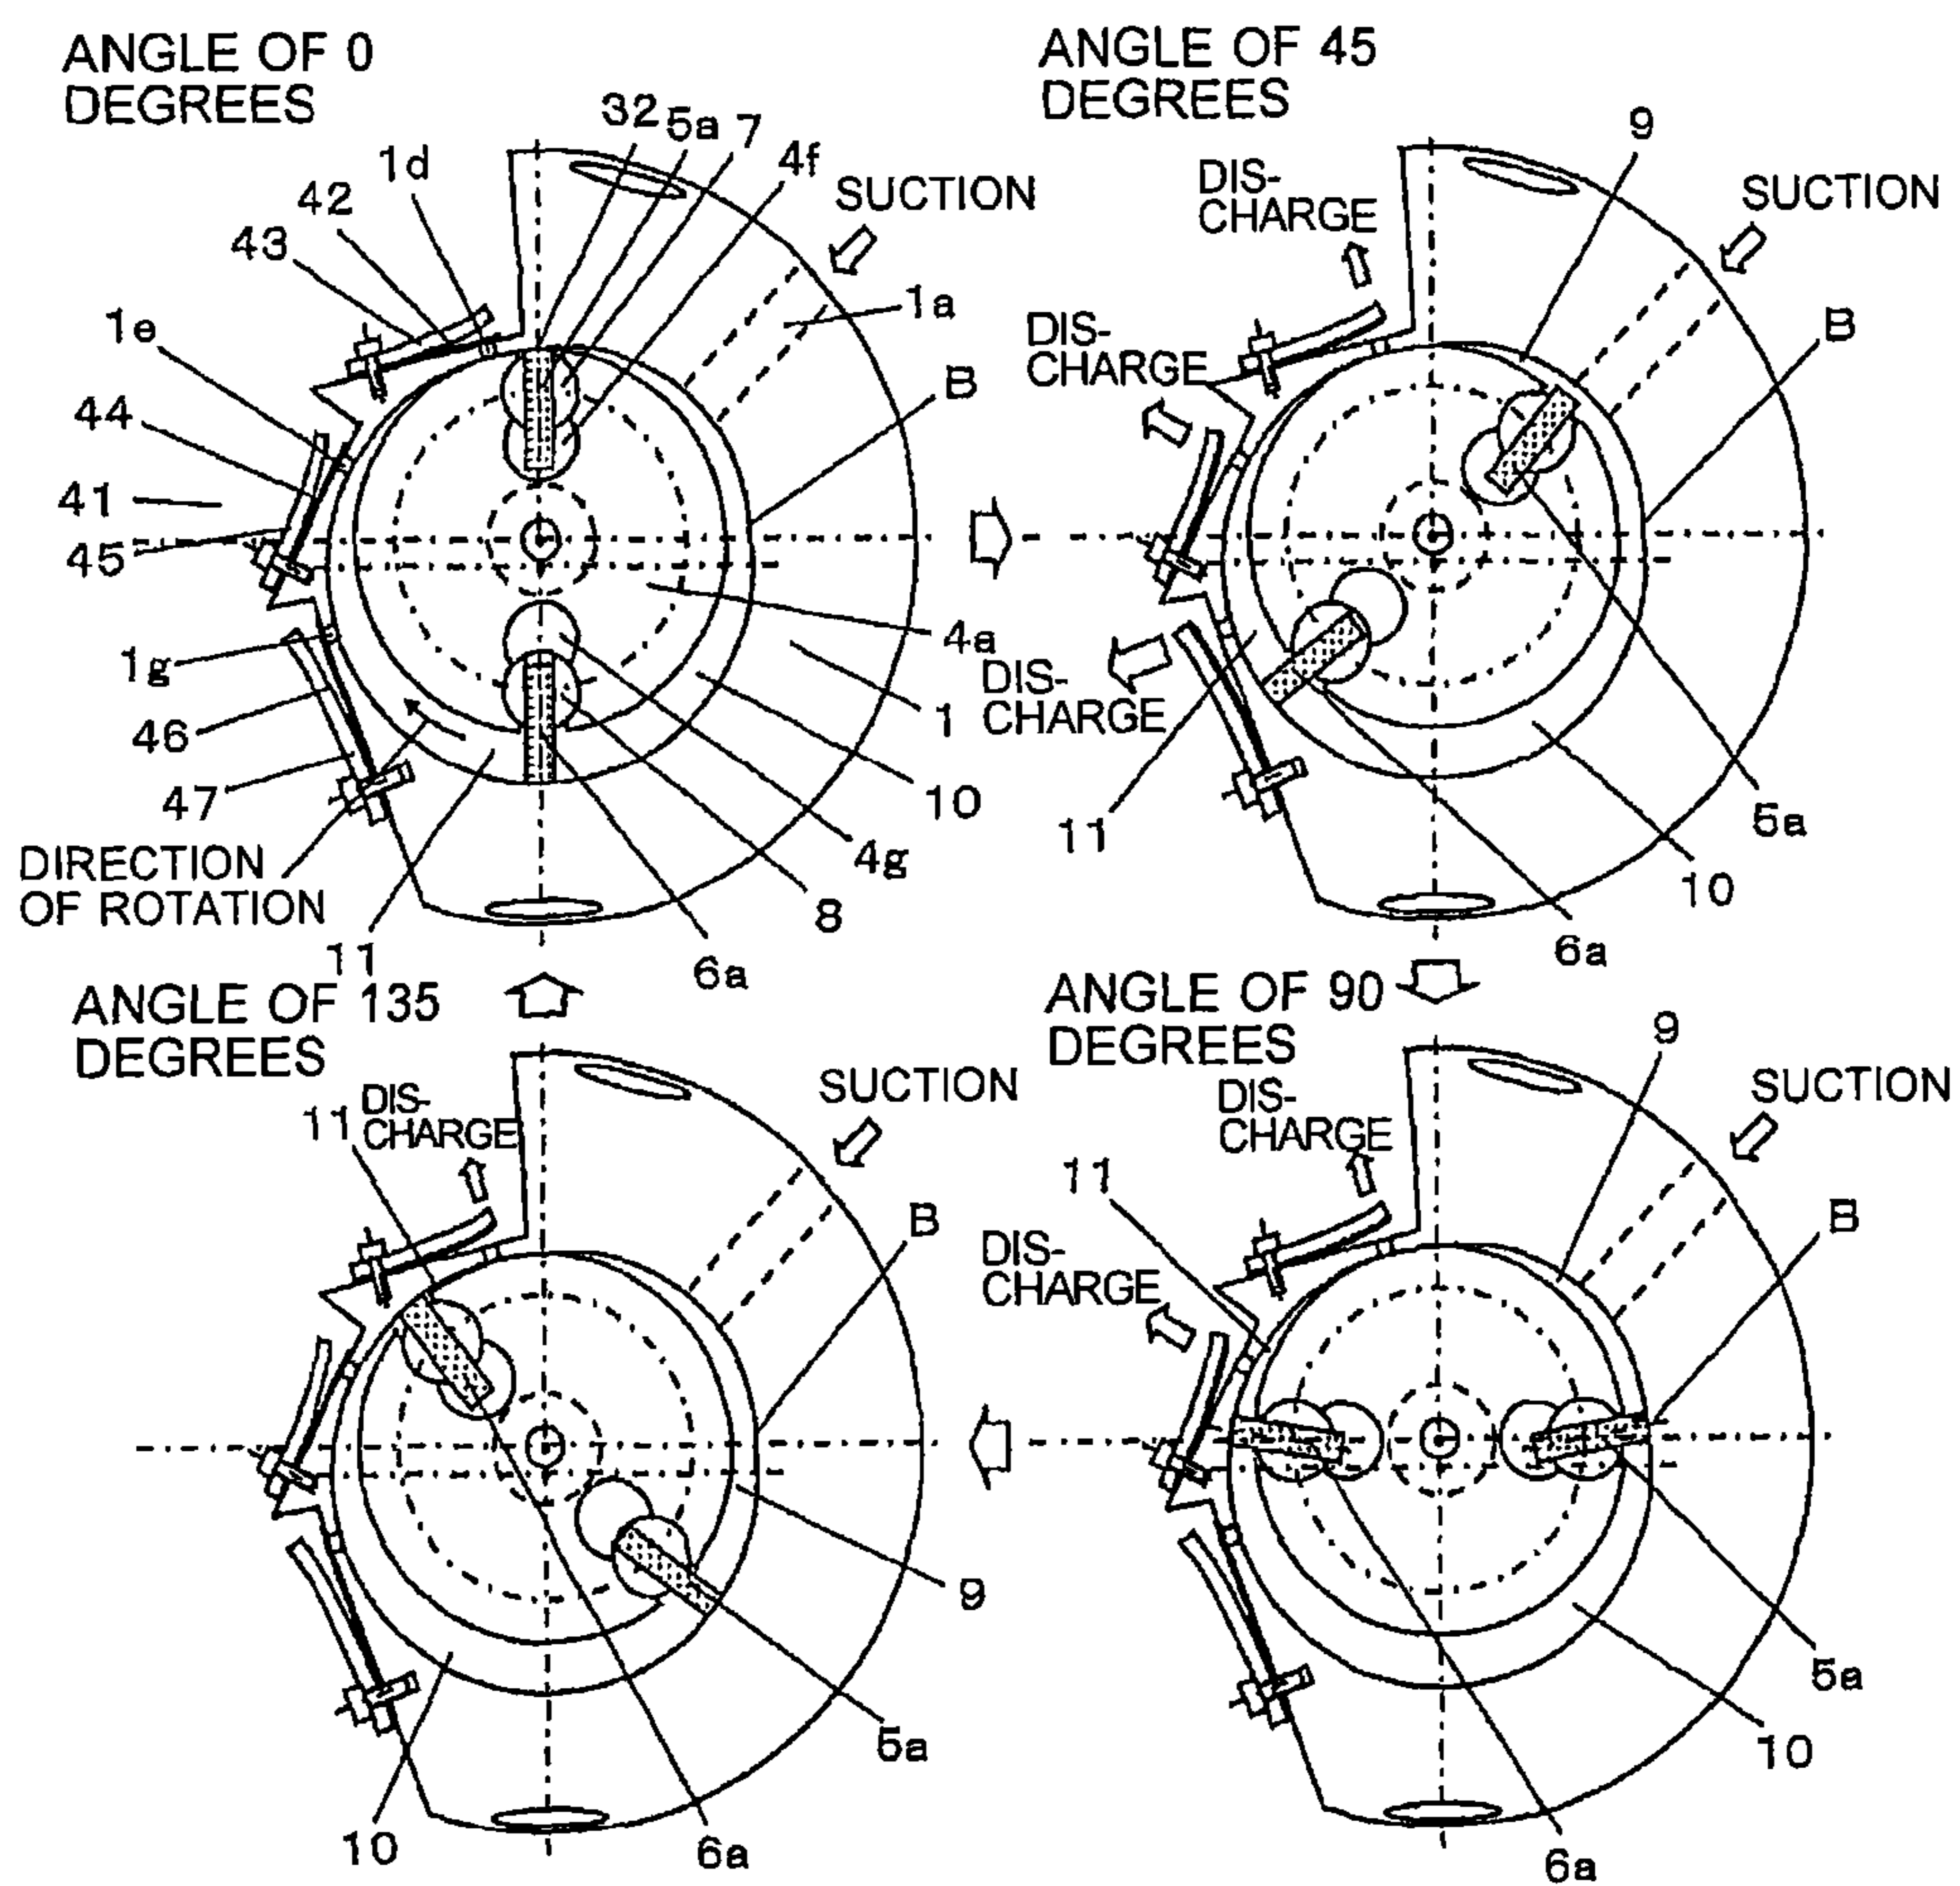 ANGLE OF 0
DEGREES
32
5a
7
4f
1d
42
43
SUCTION
1e
1a
44
B
41
45
4a
1g
1
46
10
47
4g
DIRECTION
OF ROTATION
8
11
6a
ANGLE OF 45
DEGREES
9
DIS-
CHARGE
SUCTION
DIS-
CHARGE
B
DIS-
CHARGE
11
5a
10
6a
ANGLE OF 135
DEGREES
DIS-
CHARGE
11
SUCTION
B
9
5a
10
6a
ANGLE OF 90
DEGREES
9
DIS-
CHARGE
SUCTION
11
B
DIS-
CHARGE
5a
10
6a